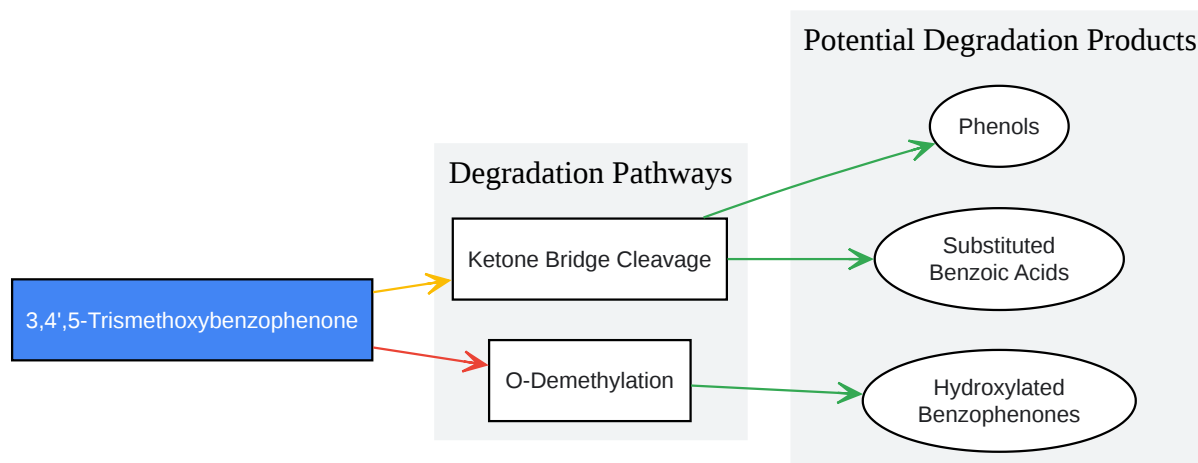 Potential Degradation Products
Phenols
Degradation Pathways
Ketone Bridge Cleavage
Substituted
Benzoic Acids
3,4',5-Trismethoxybenzophenone
O-Demethylation
Hydroxylated
Benzophenones